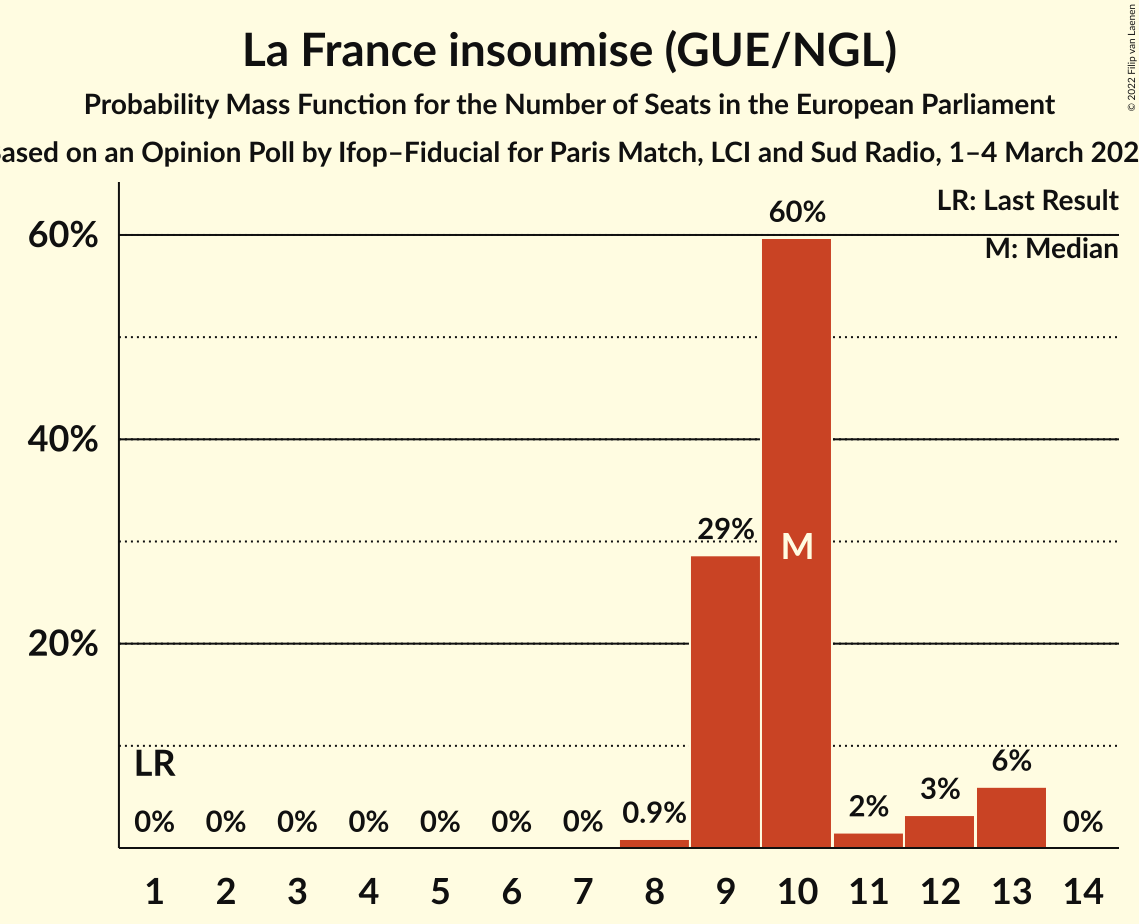 La France insoumise (GUE/NGL)
Probability Mass Function for the Number of Seats in the European Parliament
ased on an Opinion Poll by Ifop–Fiducial for Paris Match, LCI and Sud Radio, 1–4 March 202
© 2022 Filip van Laenen
LR: Last Result
M: Median
60%
40%
20%
LR
0% 0% 0% 0% 0% 0% 0% 0.9% 29% 60% 2% 3% 6% 0%
M
1 2 3 4 5 6 7 8 9 10 11 12 13 14